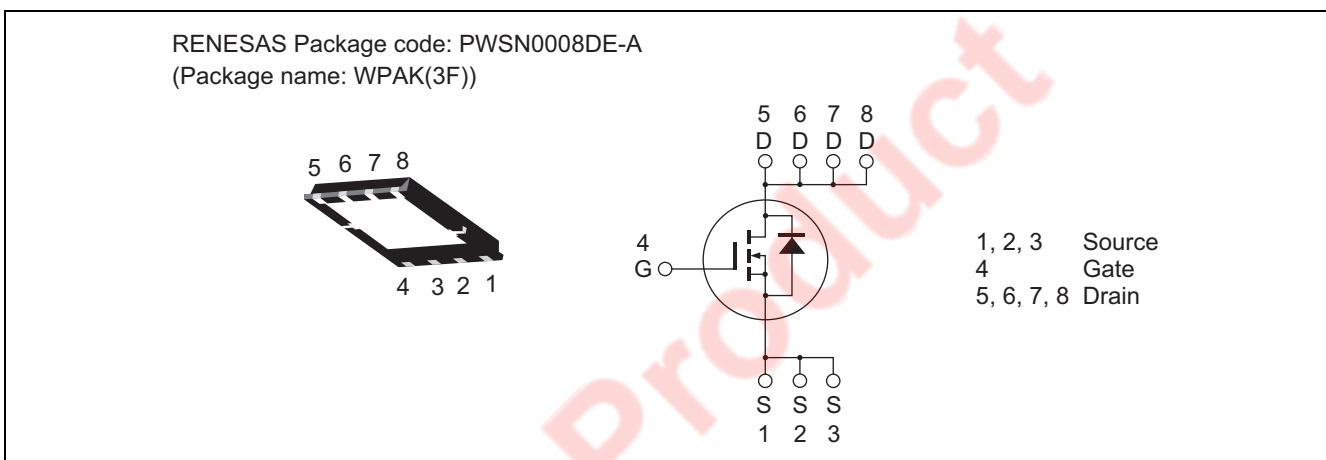 RENESAS Package code: PWSN0008DE-A
(Package name: WPAK(3F))
5 6 7 8
4 3 2 1
5 6 7 8
D D D D
4
G
S S S
1 2 3
1, 2, 3 Source
4 Gate
5, 6, 7, 8 Drain
Product